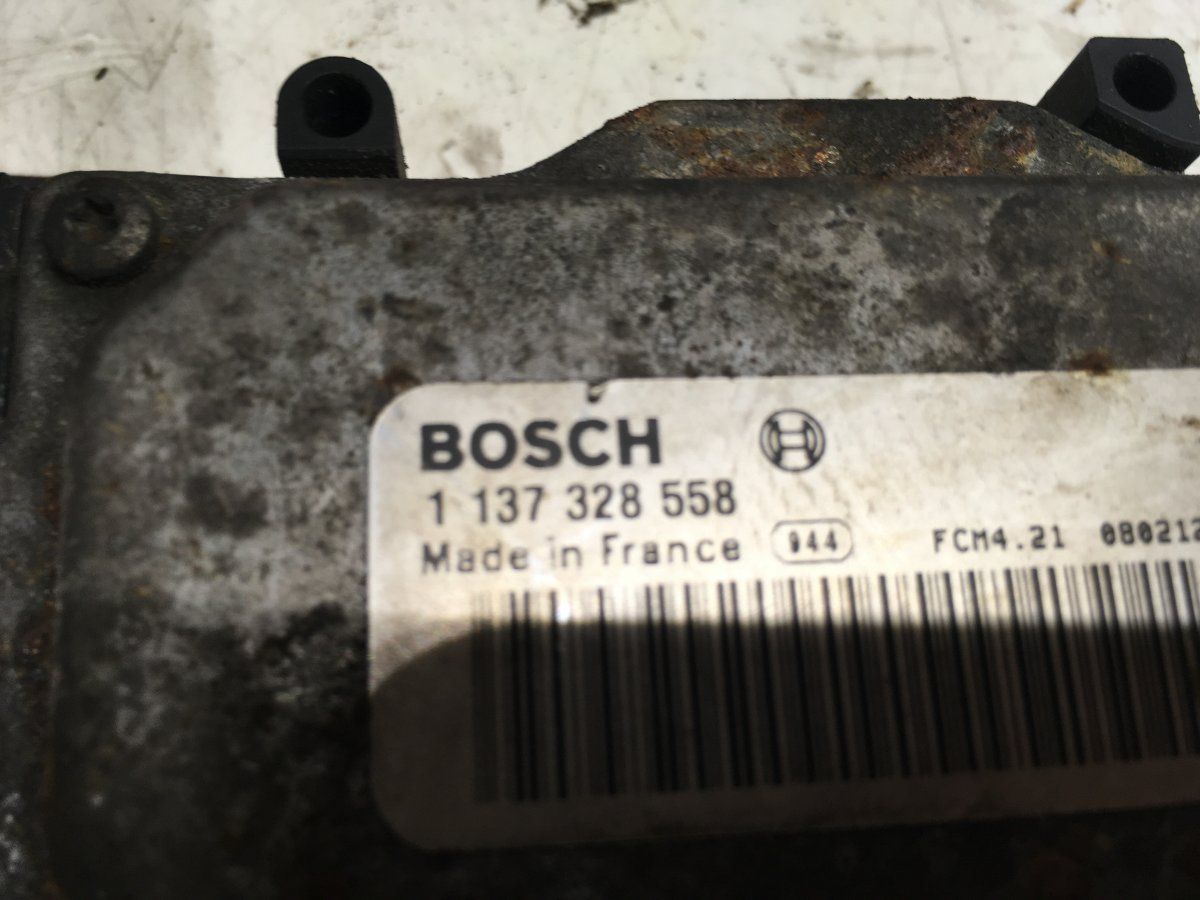 BOSCH
1 137 328 558
Made in France 944 FCM4.21 080212